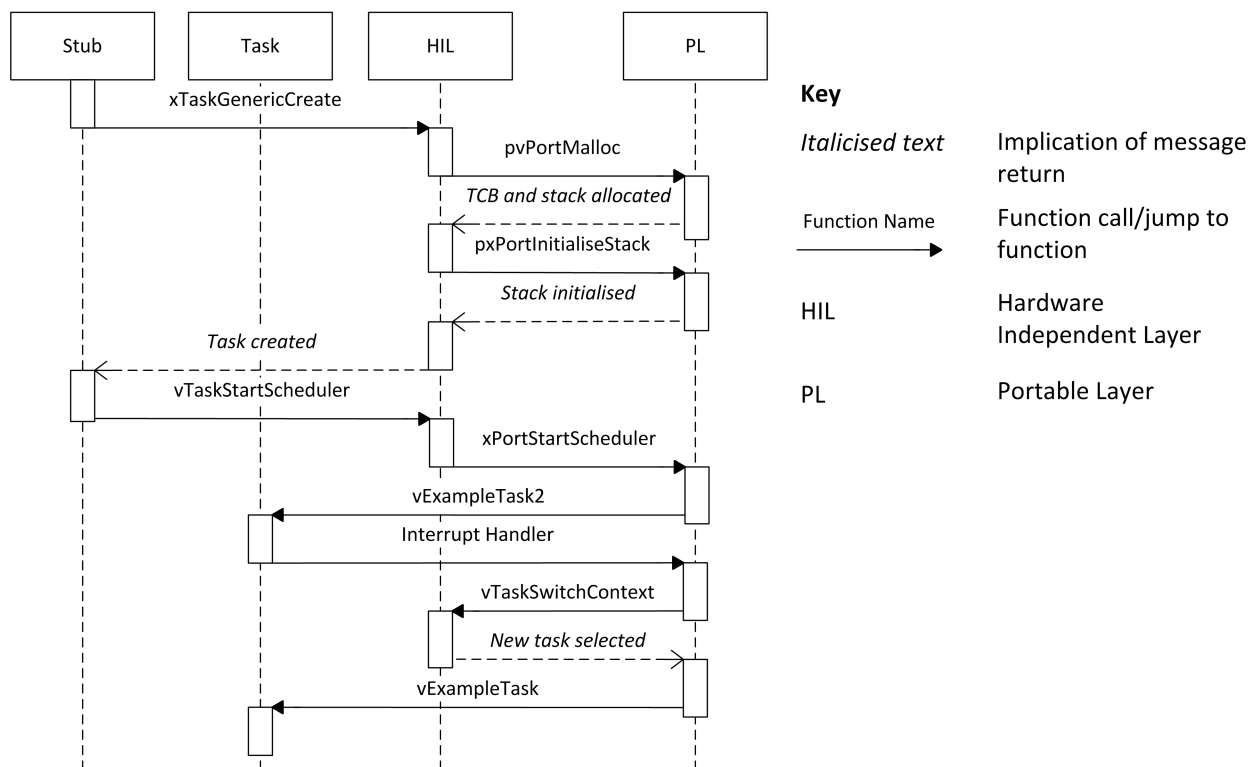 Stub
Task
HIL
PL
xTaskGenericCreate
pvPortMalloc
TCB and stack allocated
pxPortInitialiseStack
Stack initialised
Task created
vTaskStartScheduler
xPortStartScheduler
vExampleTask2
Interrupt Handler
vTaskSwitchContext
New task selected
vExampleTask
Key
Italicised text
Implication of message
return
Function Name
Function call/jump to
function
HIL
Hardware
Independent Layer
PL
Portable Layer